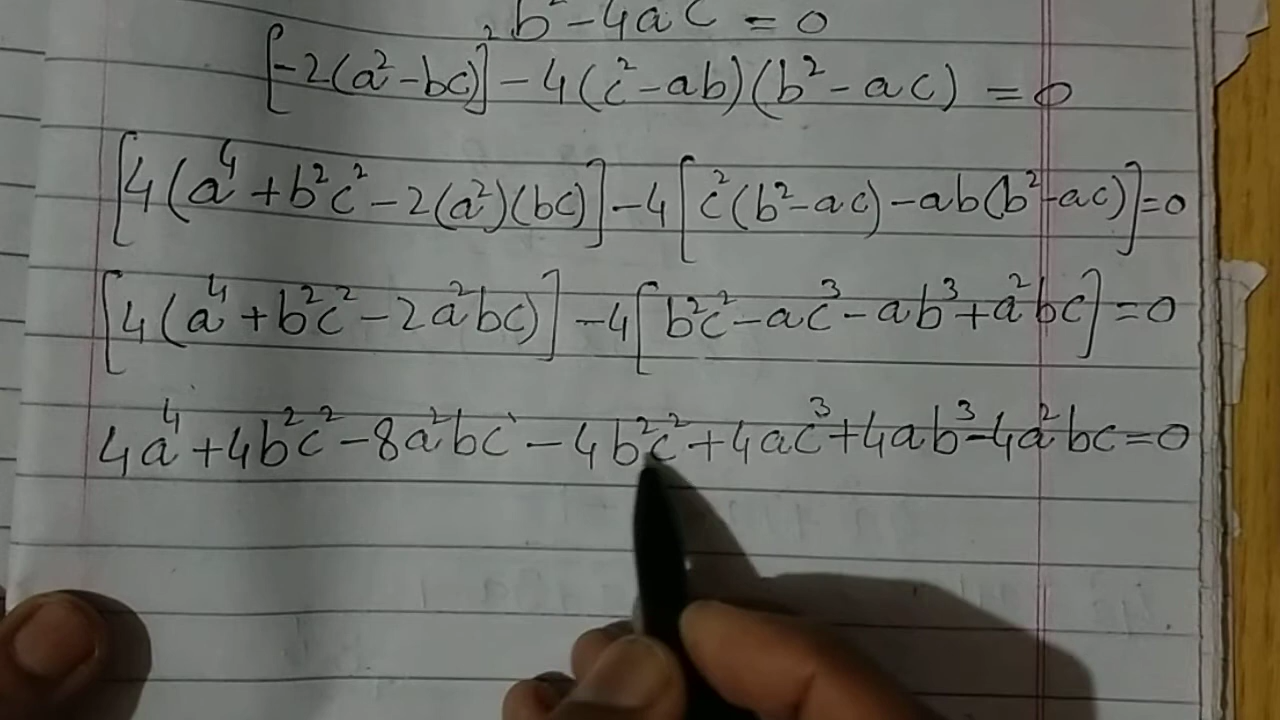 b² - 4ac = 0
[-2(a² - bc)]² - 4(c² - ab)(b² - ac) = 0
[4(a⁴ + b²c² - 2(a²)(bc)] - 4[c²(b² - ac) - ab(b² - ac)] = 0
[4(a⁴ + b²c² - 2a²bc)] - 4[b²c² - ac³ - ab³ + a²bc] = 0
4a⁴ + 4b²c² - 8a²bc - 4b²c² + 4ac³ + 4ab³ - 4a²bc = 0